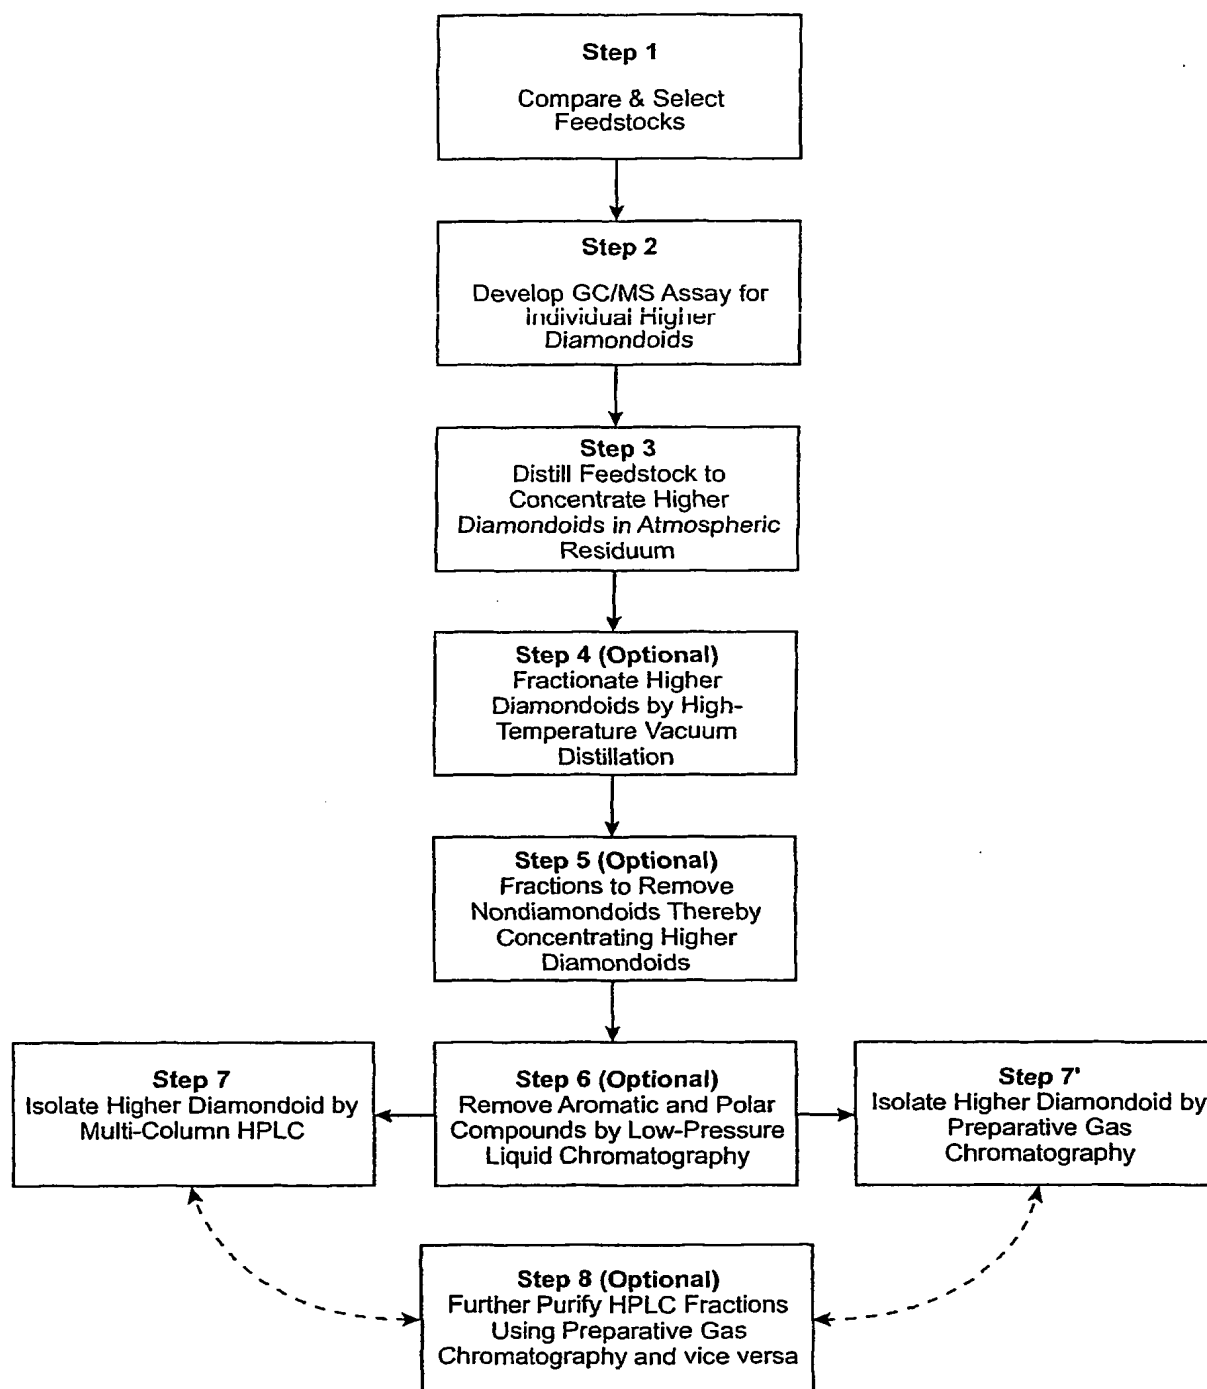 Step 1
Compare & Select
Feedstocks
Step 2
Develop GC/MS Assay for
Individual Higher
Diamondoids
Step 3
Distill Feedstock to
Concentrate Higher
Diamondoids in Atmospheric
Residuum
Step 4 (Optional)
Fractionate Higher
Diamondoids by High-
Temperature Vacuum
Distillation
Step 5 (Optional)
Fractions to Remove
Nondiamondoids Thereby
Concentrating Higher
Diamondoids
Step 7
Isolate Higher Diamondoid by
Multi-Column HPLC
Step 6 (Optional)
Remove Aromatic and Polar
Compounds by Low-Pressure
Liquid Chromatography
Step 7'
Isolate Higher Diamondoid by
Preparative Gas
Chromatography
Step 8 (Optional)
Further Purify HPLC Fractions
Using Preparative Gas
Chromatography and vice versa